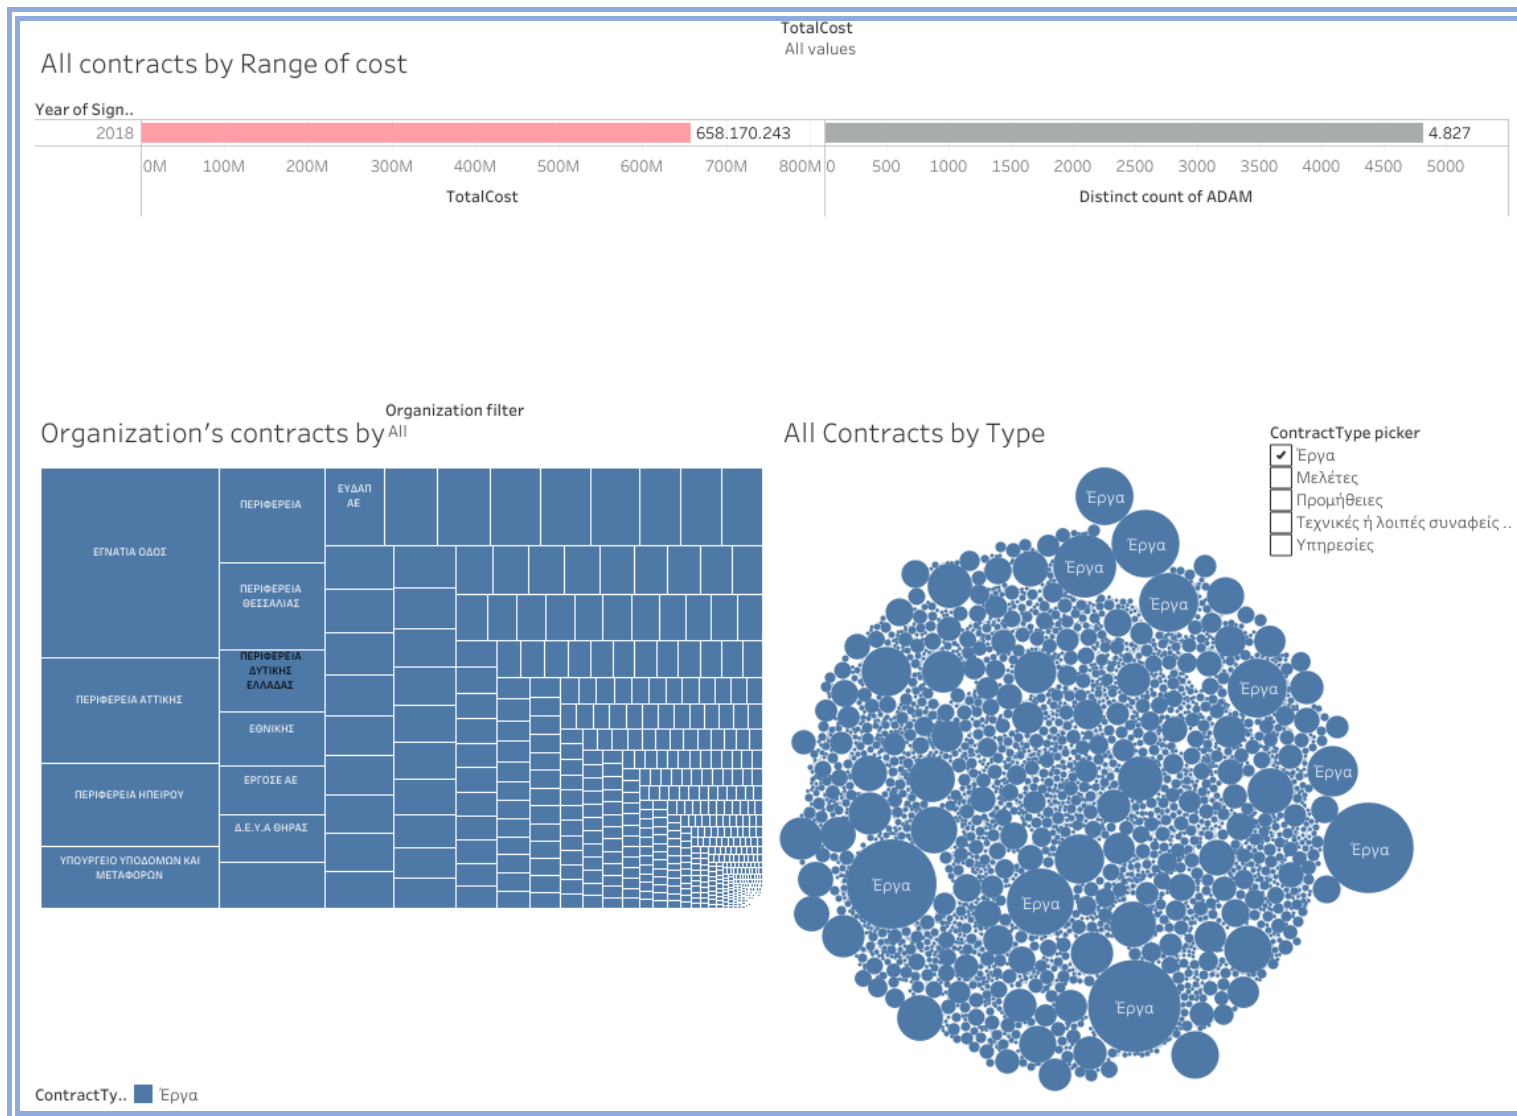 TotalCost
All values
All contracts by Range of cost
Year of Sign..
2018
658.170.243
4.827
0M 100M 200M 300M 400M 500M 600M 700M 800M
0 500 1000 1500 2000 2500 3000 3500 4000 4500 5000
TotalCost
Distinct count of ADAM
Organization filter
All
Organization's contracts by
ΕΓΝΑΤΙΑ ΟΔΟΣ
ΠΕΡΙΦΕΡΕΙΑ ΑΤΤΙΚΗΣ
ΠΕΡΙΦΕΡΕΙΑ ΗΠΕΙΡΟΥ
ΥΠΟΥΡΓΕΙΟ ΥΠΟΔΟΜΩΝ ΚΑΙ
ΜΕΤΑΦΟΡΩΝ
ΠΕΡΙΦΕΡΕΙΑ
ΠΕΡΙΦΕΡΕΙΑ
ΘΕΣΣΑΛΙΑΣ
ΠΕΡΙΦΕΡΕΙΑ
ΔΥΤΙΚΗΣ
ΕΛΛΑΔΑΣ
ΕΘΝΙΚΗΣ
ΕΡΓΟΣΕ ΑΕ
Δ.Ε.Υ.Α ΘΗΡΑΣ
ΕΥΔΑΠ
ΑΕ
All Contracts by Type
ContractType picker
Έργα
Μελέτες
Προμήθειες
Τεχνικές ή λοιπές συναφείς ..
Υπηρεσίες
Έργα
Έργα
Έργα
Έργα
Έργα
Έργα
Έργα
Έργα
Έργα
Έργα
ContractTy..
Έργα